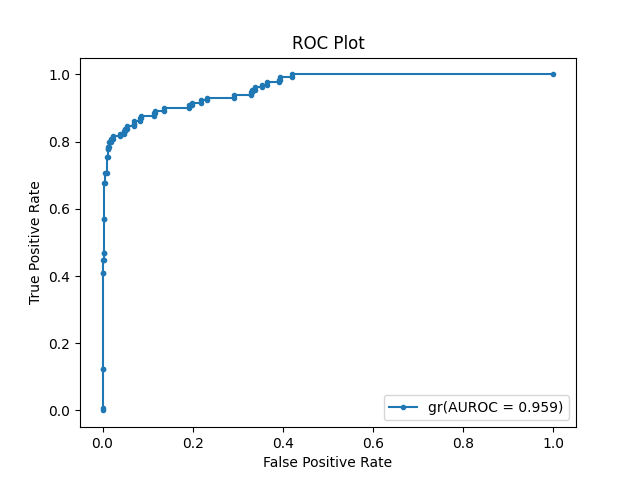 ROC Plot
1.0
0.8
0.6
0.4
0.2
0.0
True Positive Rate
gr(AUROC = 0.959)
0.0 0.2 0.4 0.6 0.8 1.0
False Positive Rate